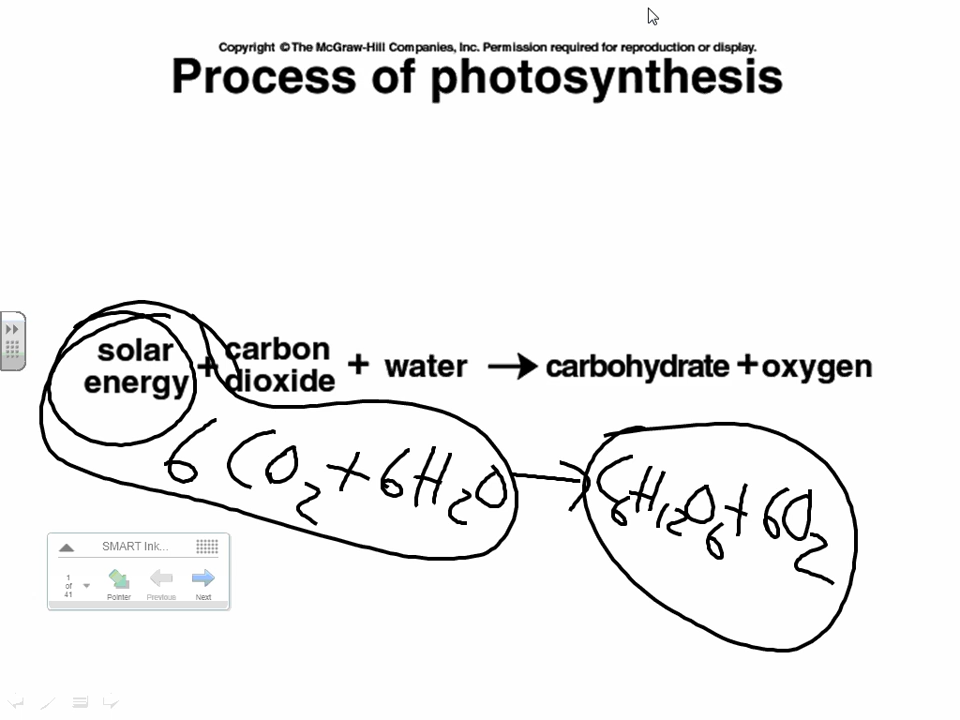 Copyright © The McGraw-Hill Companies, Inc. Permission required for reproduction or display.
Process of photosynthesis
solar energy + carbon dioxide + water → carbohydrate + oxygen
6CO₂ + 6H₂O → C₆H₁₂O₆ + 6O₂
SMART Ink...
1 of 41
Pointer Previous Next